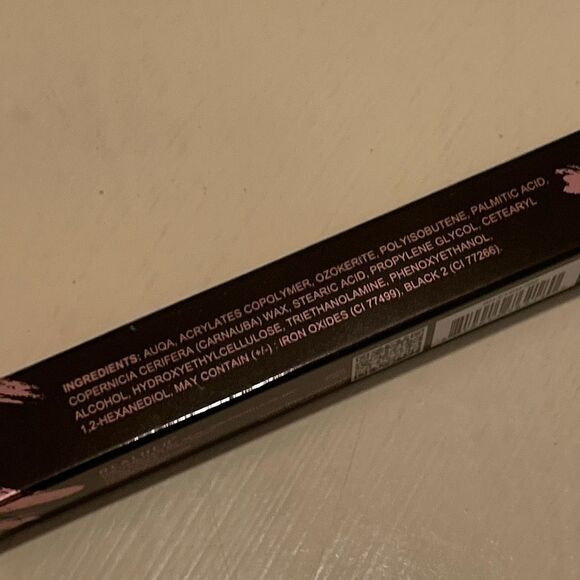 INGREDIENTS: AUQA, ACRYLATES COPOLYMER, OZOKERITE, POLYISOBUTENE, PALMITIC ACID,
COPERNICIA CERIFERA (CARNAUBA) WAX, STEARIC ACID, PROPYLENE GLYCOL, CETEARYL
ALCOHOL, HYDROXYETHYLCELLULOSE, TRIETHANOLAMINE, PHENOXYETHANOL,
1,2-HEXANEDIOL. MAY CONTAIN (+/-) : IRON OXIDES (CI 77499), BLACK 2 (CI 77266).